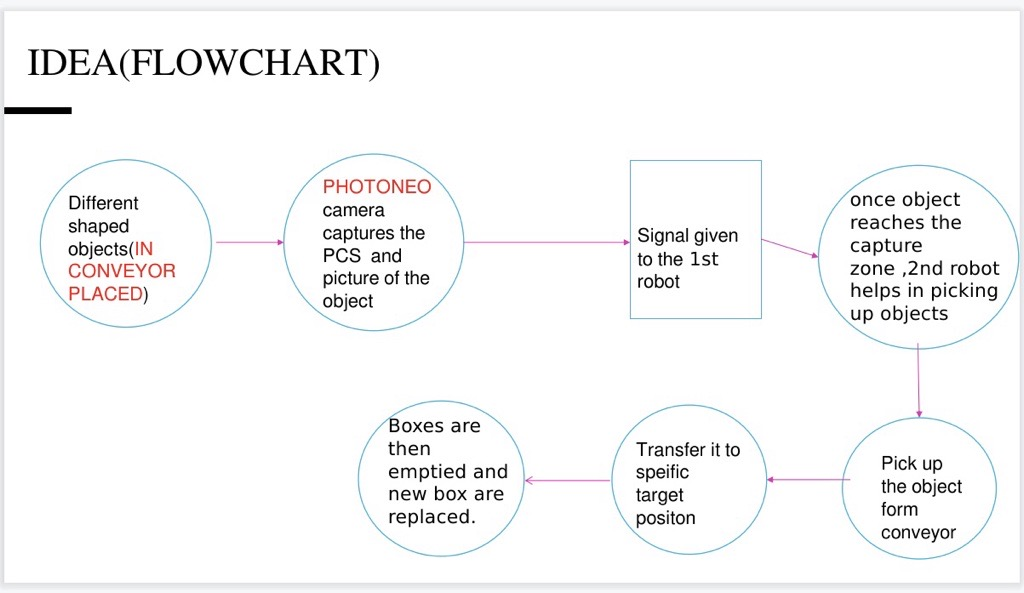 IDEA(FLOWCHART)
Different
shaped
objects(IN
CONVEYOR
PLACED)
PHOTONEO
camera
captures the
PCS and
picture of the
object
Signal given
to the 1st
robot
once object
reaches the
capture
zone ,2nd robot
helps in picking
up objects
Pick up
the object
form
conveyor
Transfer it to
speific
target
positon
Boxes are
then
emptied and
new box are
replaced.